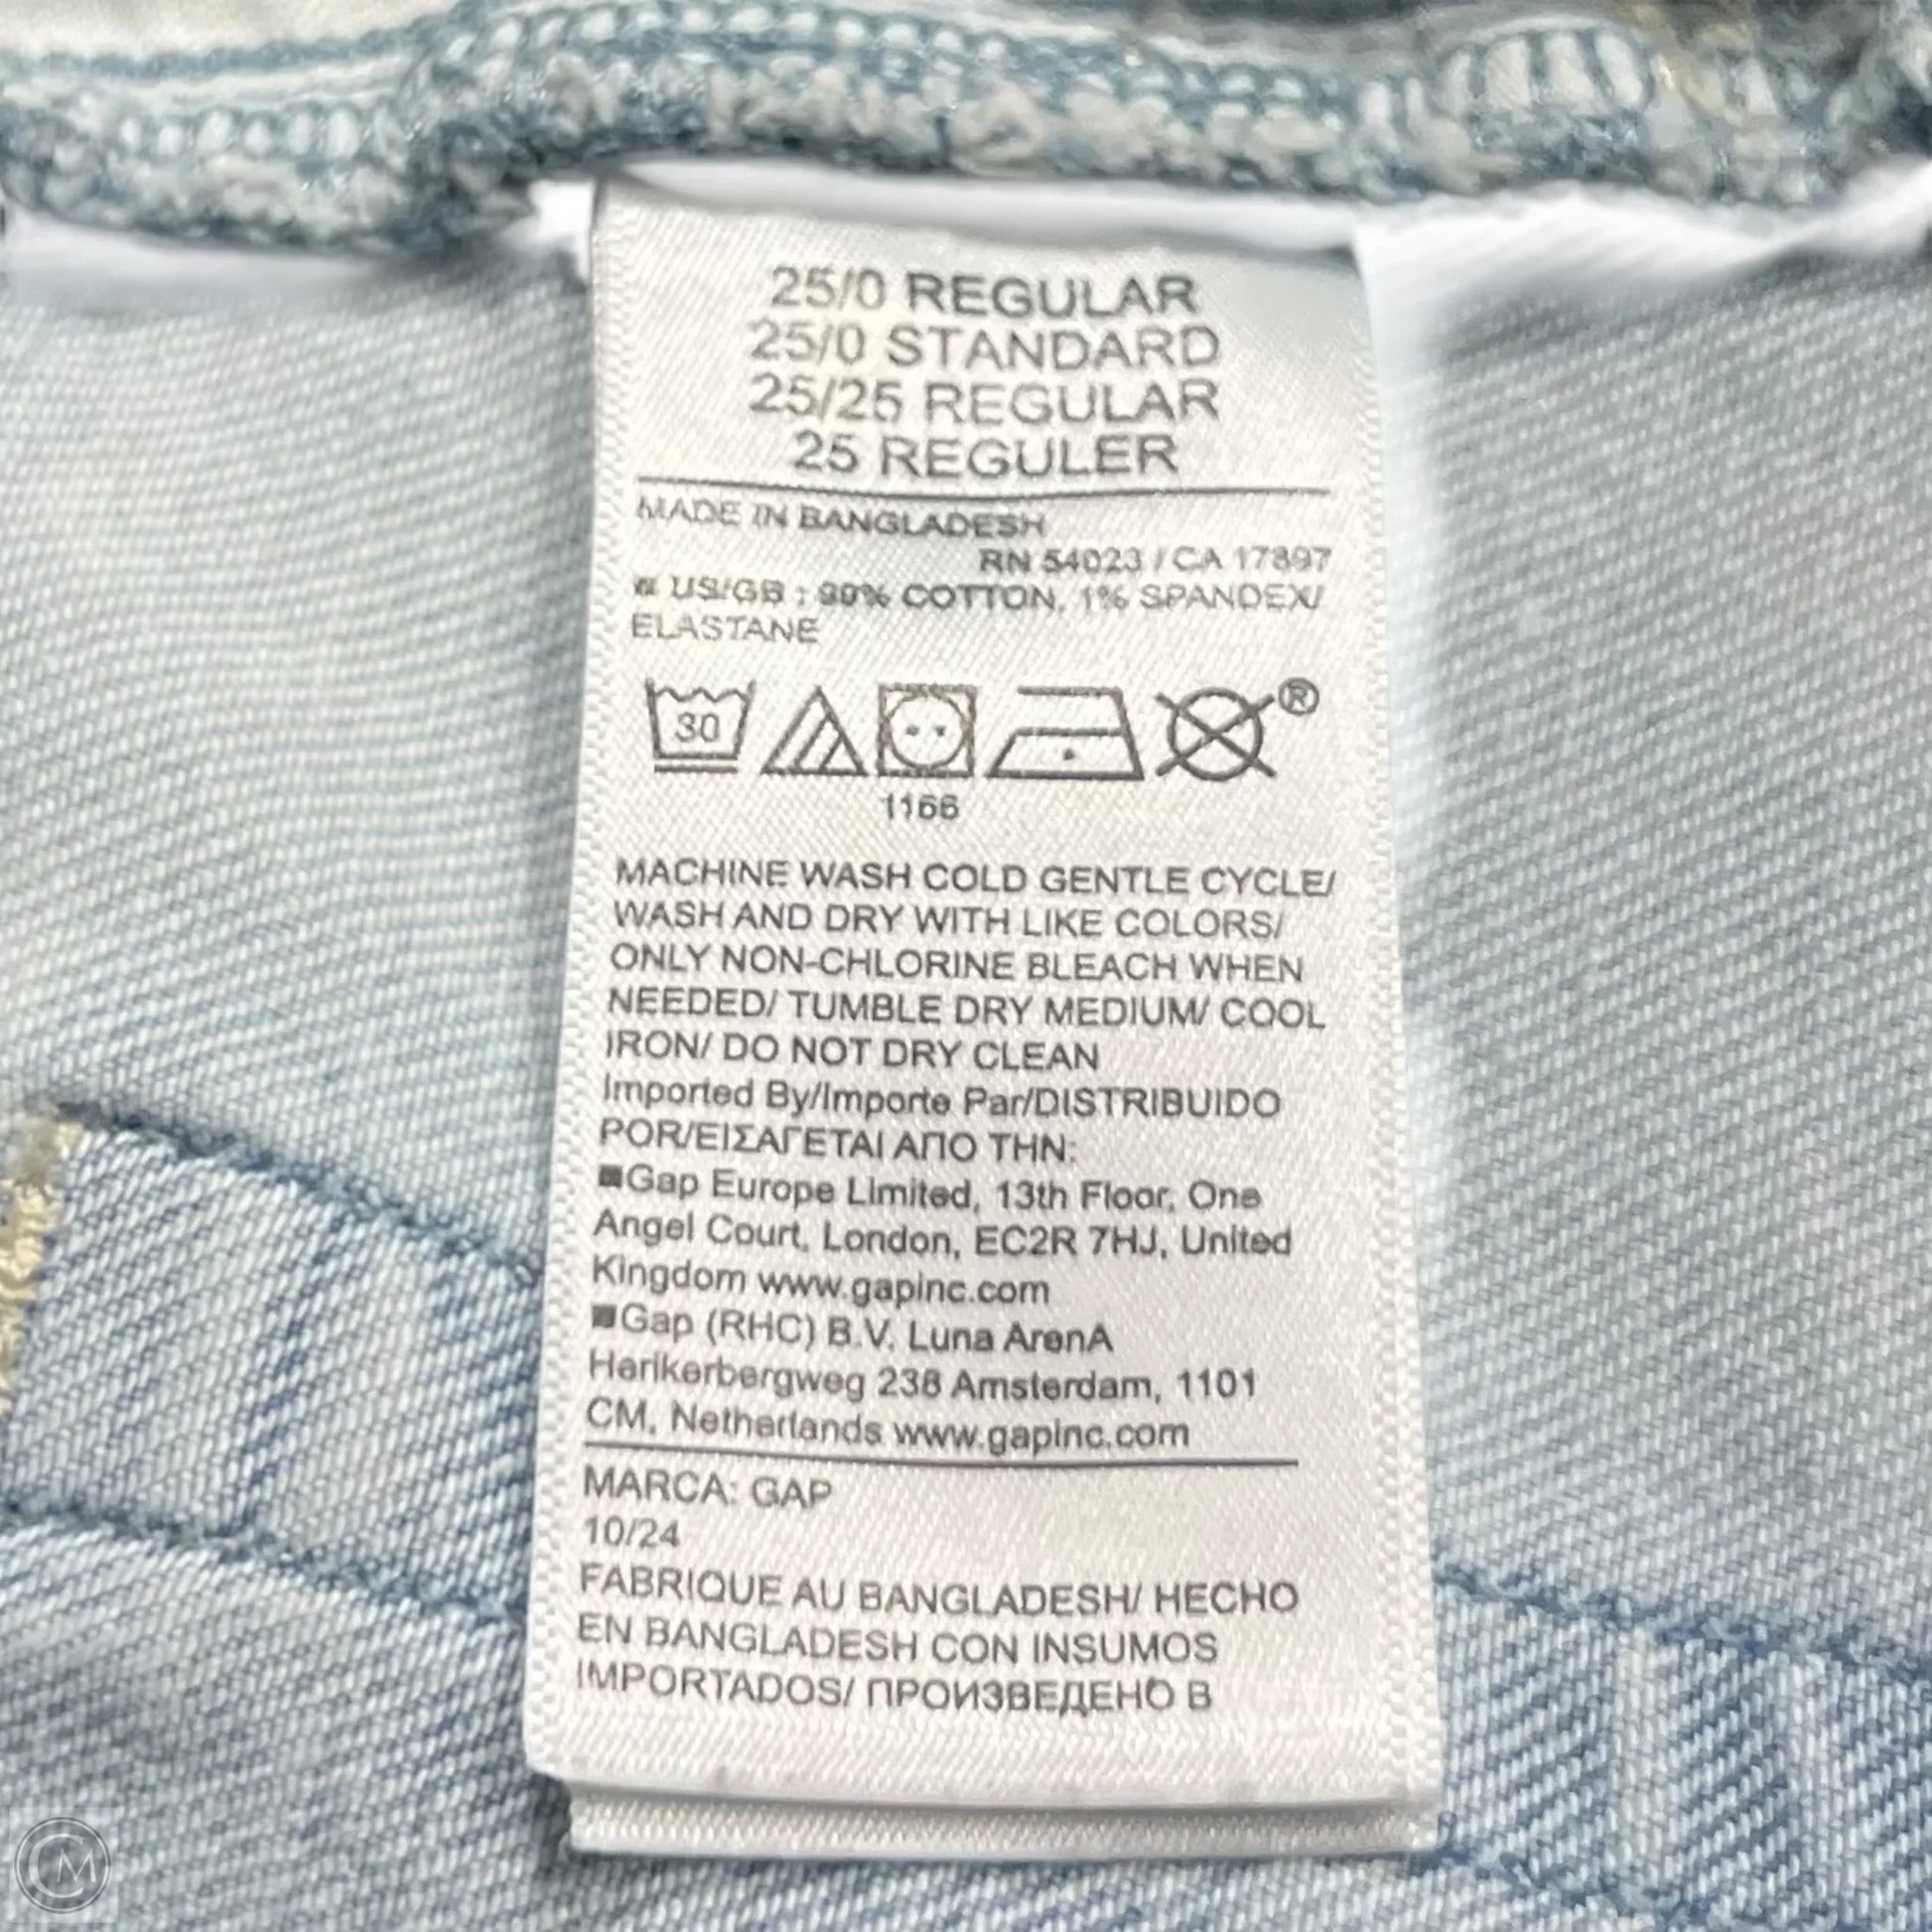 25/0 REGULAR
25/0 STANDARD
25/25 REGULAR
25 REGULER
MADE IN BANGLADESH
RN 54023 / CA 17897
US/GB : 99% COTTON, 1% SPANDEX/
ELASTANE
30
®
1166
MACHINE WASH COLD GENTLE CYCLE/
WASH AND DRY WITH LIKE COLORS/
ONLY NON-CHLORINE BLEACH WHEN
NEEDED/ TUMBLE DRY MEDIUM/ COOL
IRON/ DO NOT DRY CLEAN
Imported By/Importe Par/DISTRIBUIDO
POR/ΕΙΣΑΓΕΤΑΙ ΑΠΟ ΤΗΝ:
■Gap Europe Limited, 13th Floor, One
Angel Court, London, EC2R 7HJ, United
Kingdom www.gapinc.com
■Gap (RHC) B.V. Luna ArenA
Herikerbergweg 238 Amsterdam, 1101
CM, Netherlands www.gapinc.com
MARCA: GAP
10/24
FABRIQUE AU BANGLADESH/ HECHO
EN BANGLADESH CON INSUMOS
IMPORTADOS/ ПРОИЗВЕДЕНО В
CM